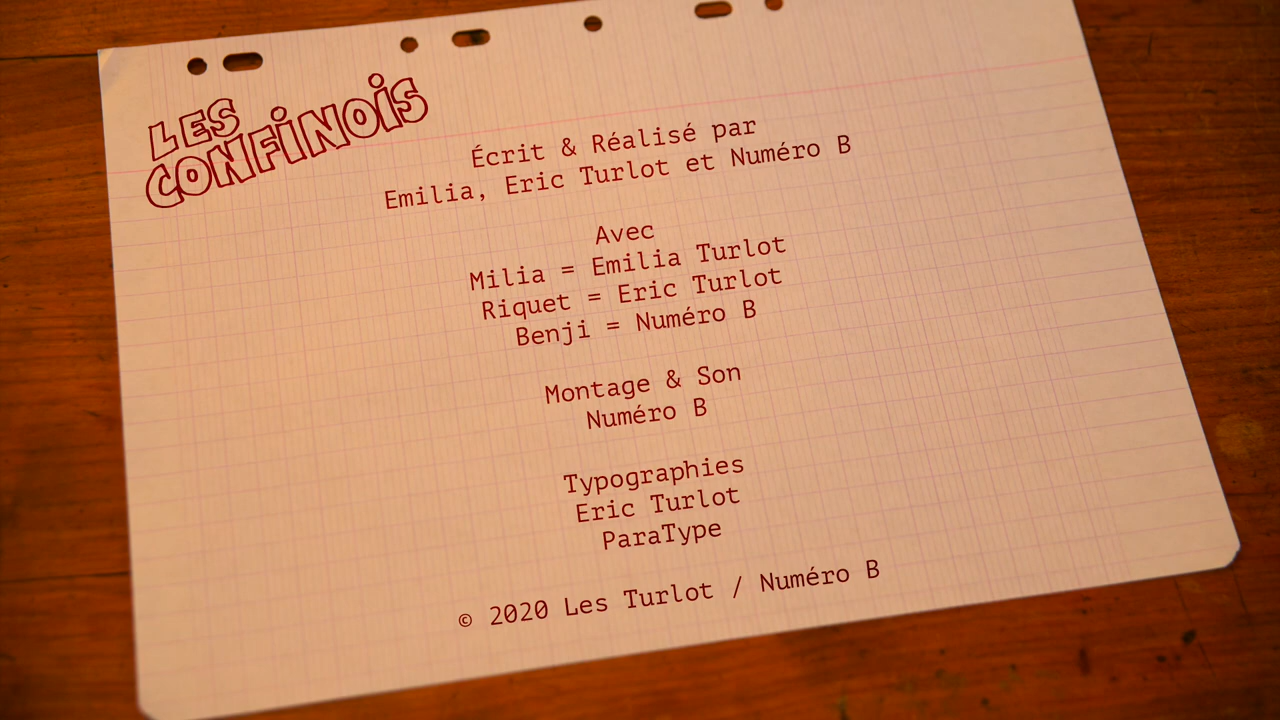 LES
CONFINOIS
Écrit & Réalisé par
Emilia, Eric Turlot et Numéro B
Avec
Milia = Emilia Turlot
Riquet = Eric Turlot
Benji = Numéro B
Montage & Son
Numéro B
Typographies
Eric Turlot
ParaType
© 2020 Les Turlot / Numéro B